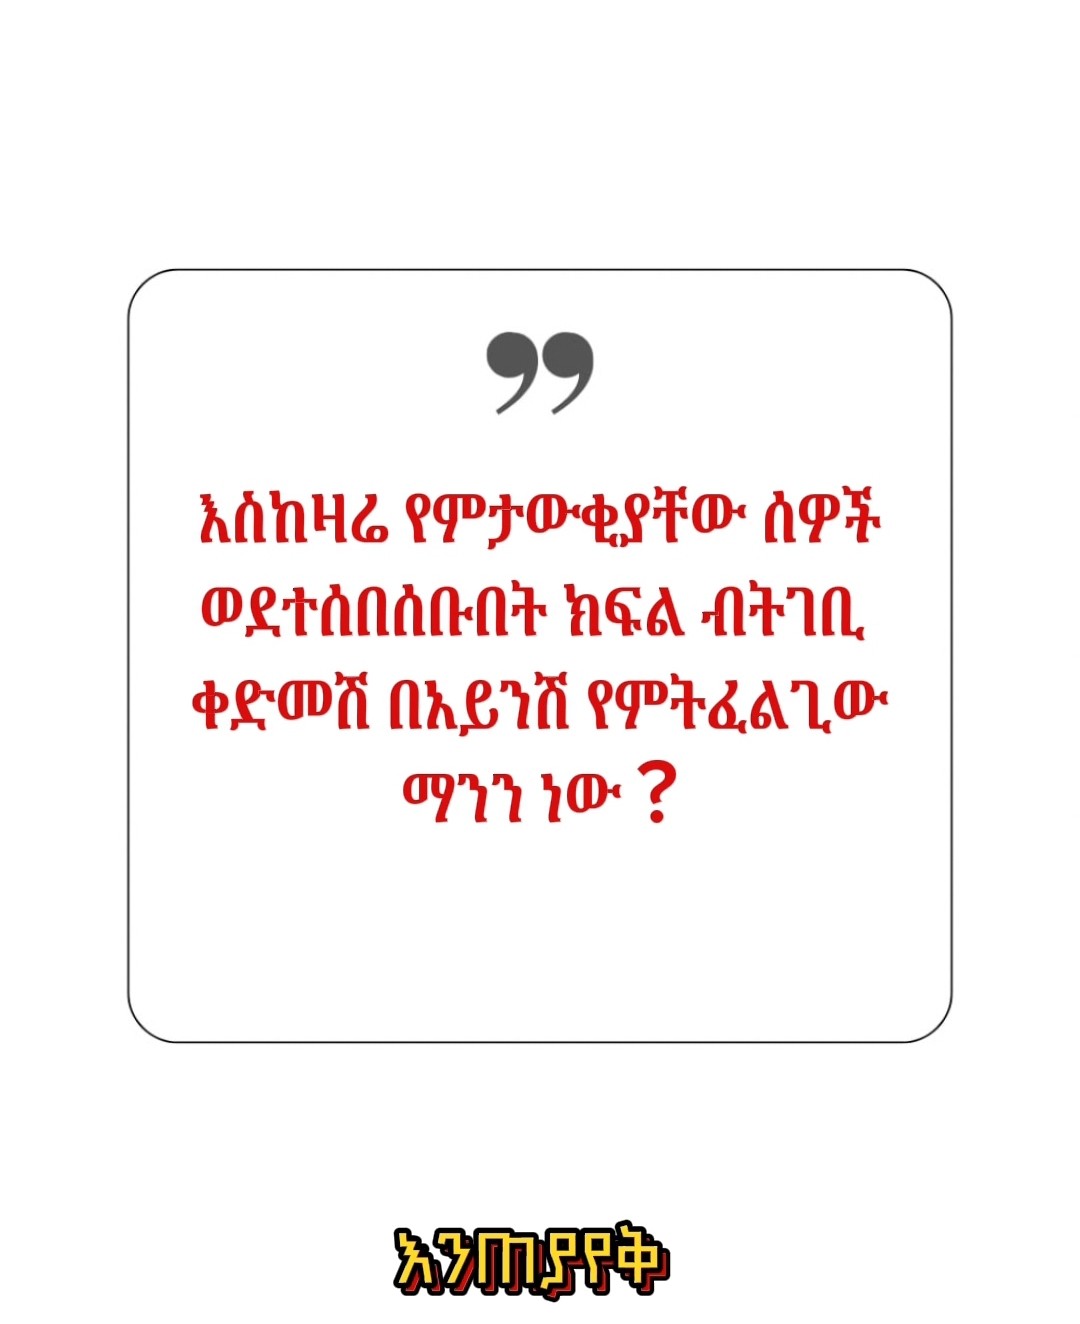 ”
እስከዛሬ የምታውቂያቸው ሰዎች
ወደተሰበሰቡበት ክፍል ብትገቢ
ቀድመሽ በአይንሽ የምትፈልጊው
ማንን ነው ?
እንጠያየቅ